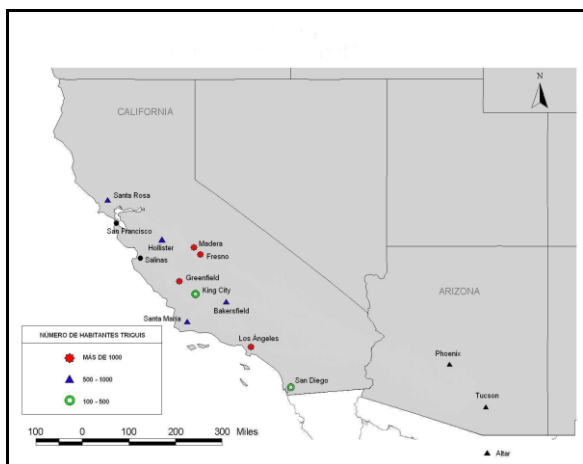 N
CALIFORNIA
Santa Rosa
San Francisco
Hollister
Madera
Fresno
Salinas
Greenfield
King City
Bakersfield
Santa Maria
Los Ángeles
San Diego
ARIZONA
Phoenix
Tucson
Altar
NÚMERO DE HABITANTES TRIQUIS
MÁS DE 1000
500 - 1000
100 - 500
100 0 100 200 300 Miles